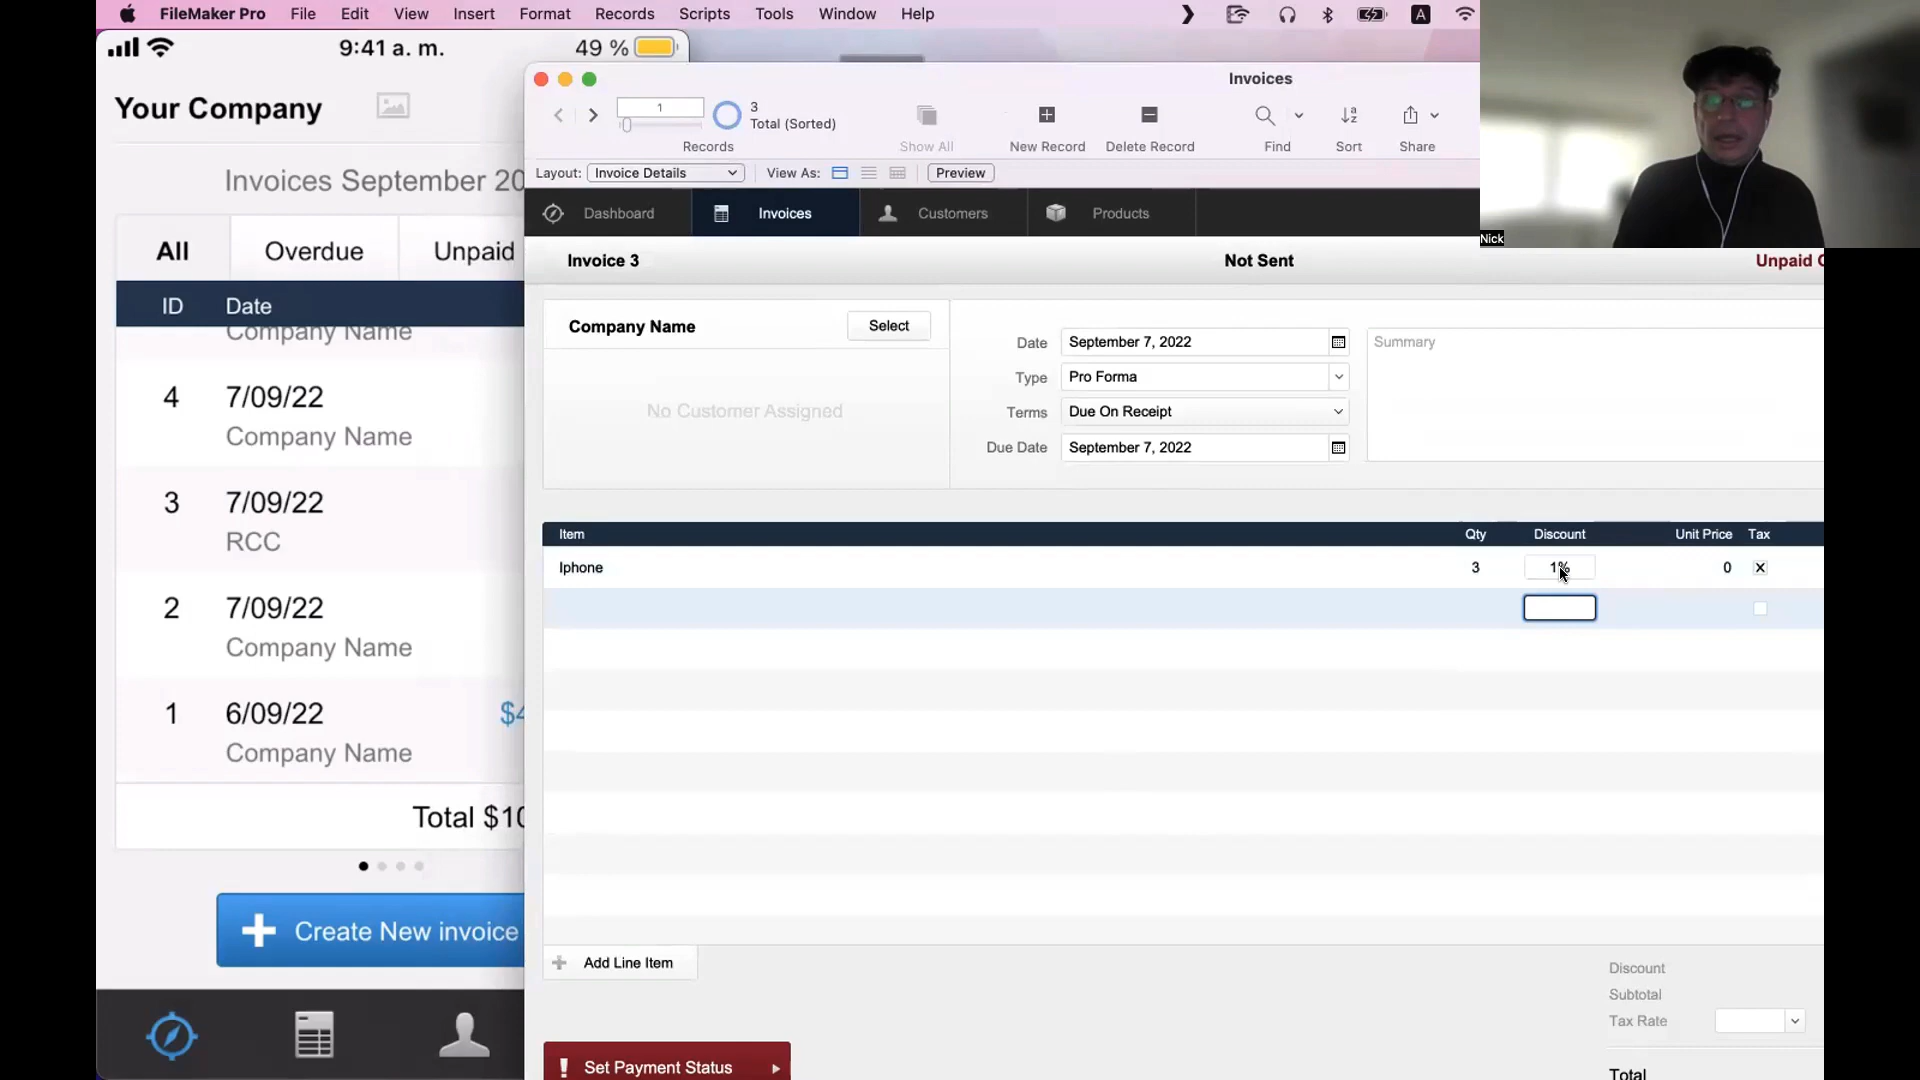 FileMaker Pro File Edit View Insert Format Records Scripts Tools Window Help A
9:41 a. m. 49 %
Your Company
Invoices September 20
All Overdue Unpaid
ID Date
Company Name
4 7/09/22
Company Name
3 7/09/22
RCC
2 7/09/22
Company Name
1 6/09/22 $4
Company Name
Total $10
Create New invoice
Invoices
1 3
Total (Sorted)
Records Show All New Record Delete Record Find Sort Share
Layout: Invoice Details View As: Preview
Dashboard Invoices Customers Products
Nick
Invoice 3 Not Sent Unpaid
Company Name Select
No Customer Assigned
Date September 7, 2022
Type Pro Forma
Terms Due On Receipt
Due Date September 7, 2022
Summary
Item Qty Discount Unit Price Tax
Iphone 3 1% 0 X
Add Line Item
Discount
Subtotal
Tax Rate
Total
! Set Payment Status